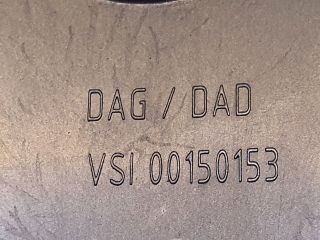 DAG / DAD
VSI 00150153